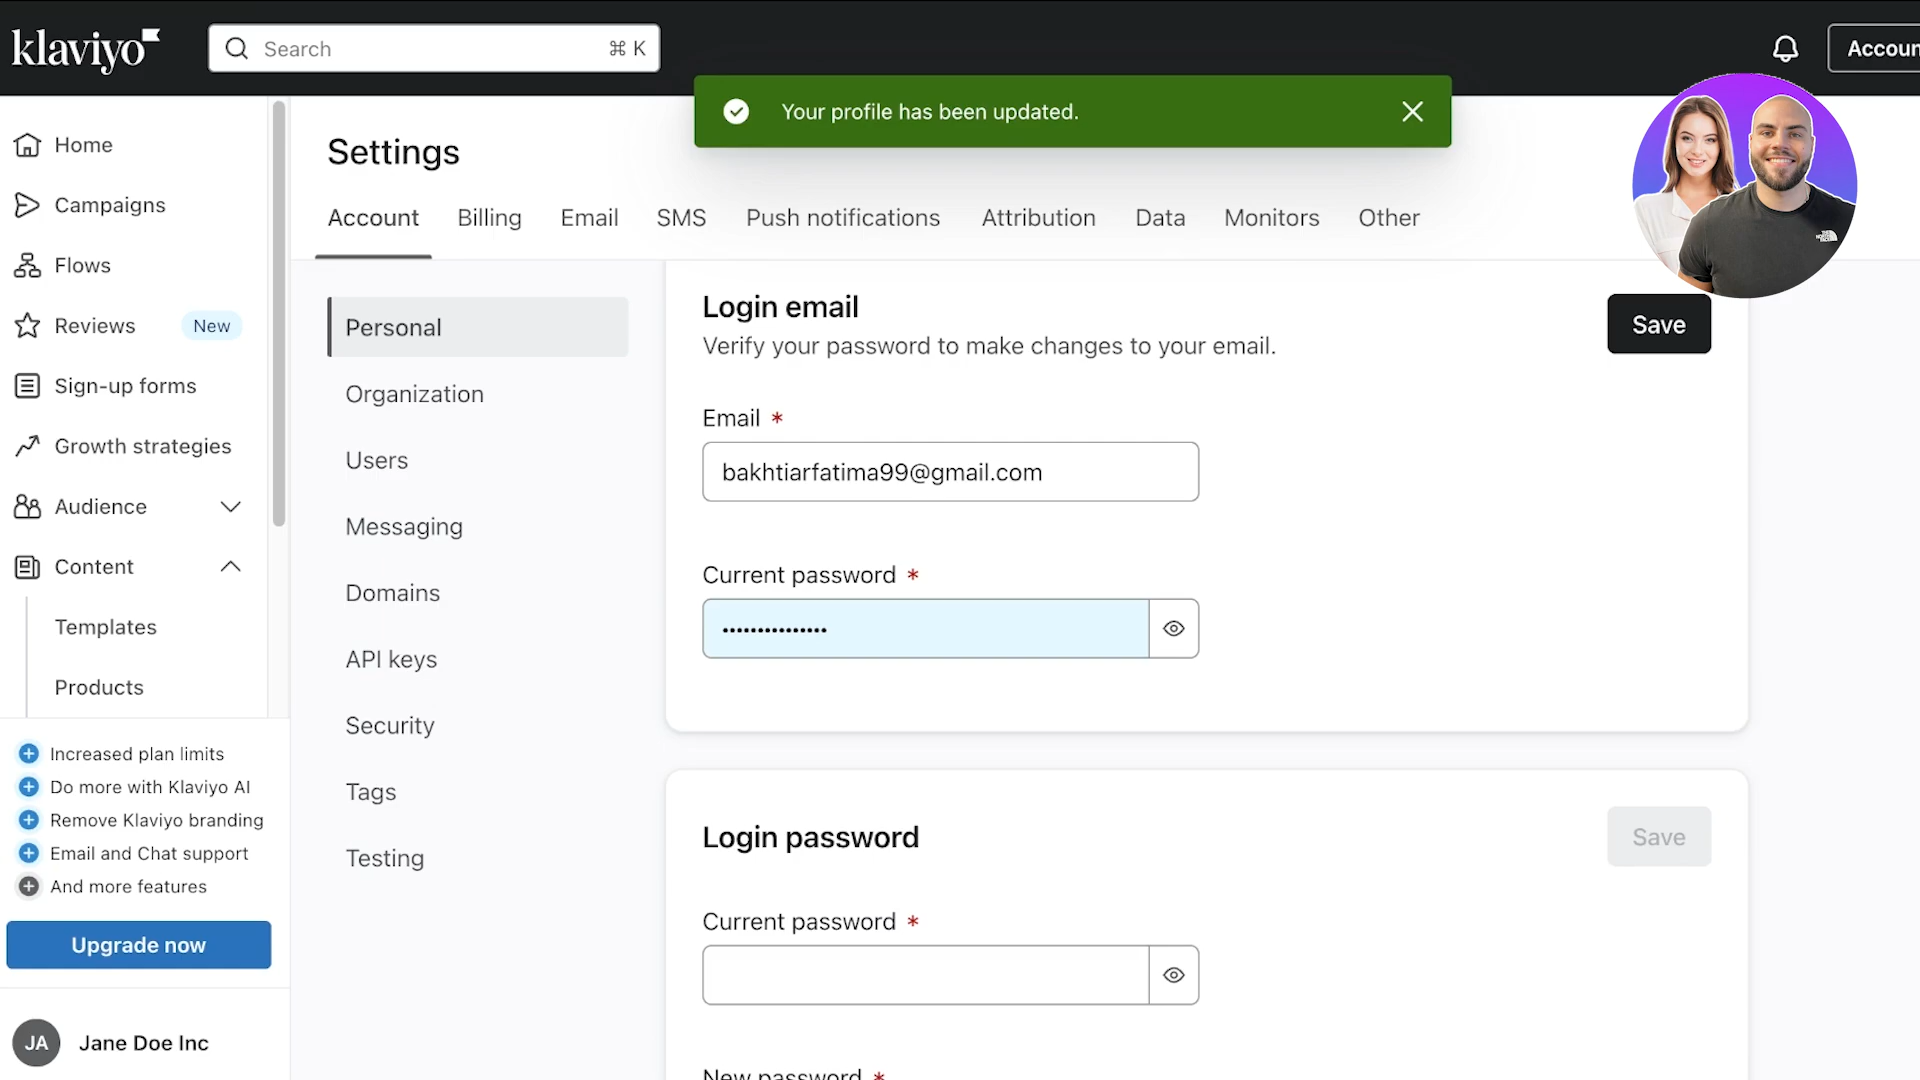 klaviyo
Search
⌘ K
Accoun
Your profile has been updated.
Home
Campaigns
Flows
Reviews
New
Sign-up forms
Growth strategies
Audience
Content
Templates
Products
Increased plan limits
Do more with Klaviyo AI
Remove Klaviyo branding
Email and Chat support
And more features
Upgrade now
JA
Jane Doe Inc
Settings
Account
Billing
Email
SMS
Push notifications
Attribution
Data
Monitors
Other
Personal
Organization
Users
Messaging
Domains
API keys
Security
Tags
Testing
Login email
Verify your password to make changes to your email.
Save
Email *
bakhtiarfatima99@gmail.com
Current password *
•••••••••••••••
Login password
Save
Current password *
New password *